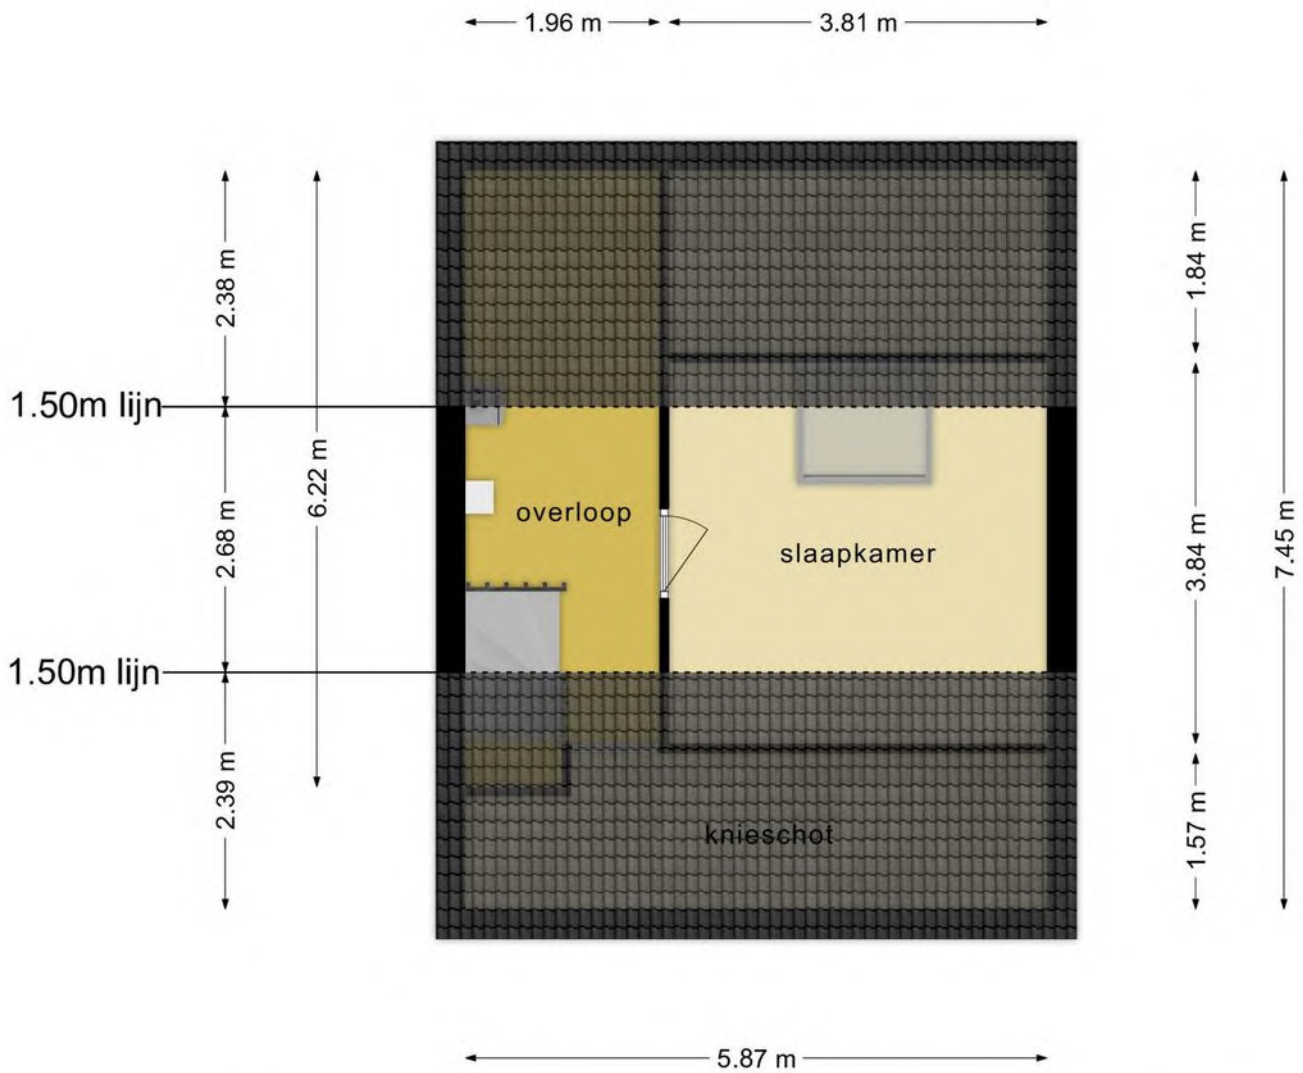 1.96 m
3.81 m
2.38 m
1.84 m
1.50m lijn
6.22 m
overloop
2.68 m
slaapkamer
3.84 m
7.45 m
1.50m lijn
2.39 m
knieschot
1.57 m
5.87 m